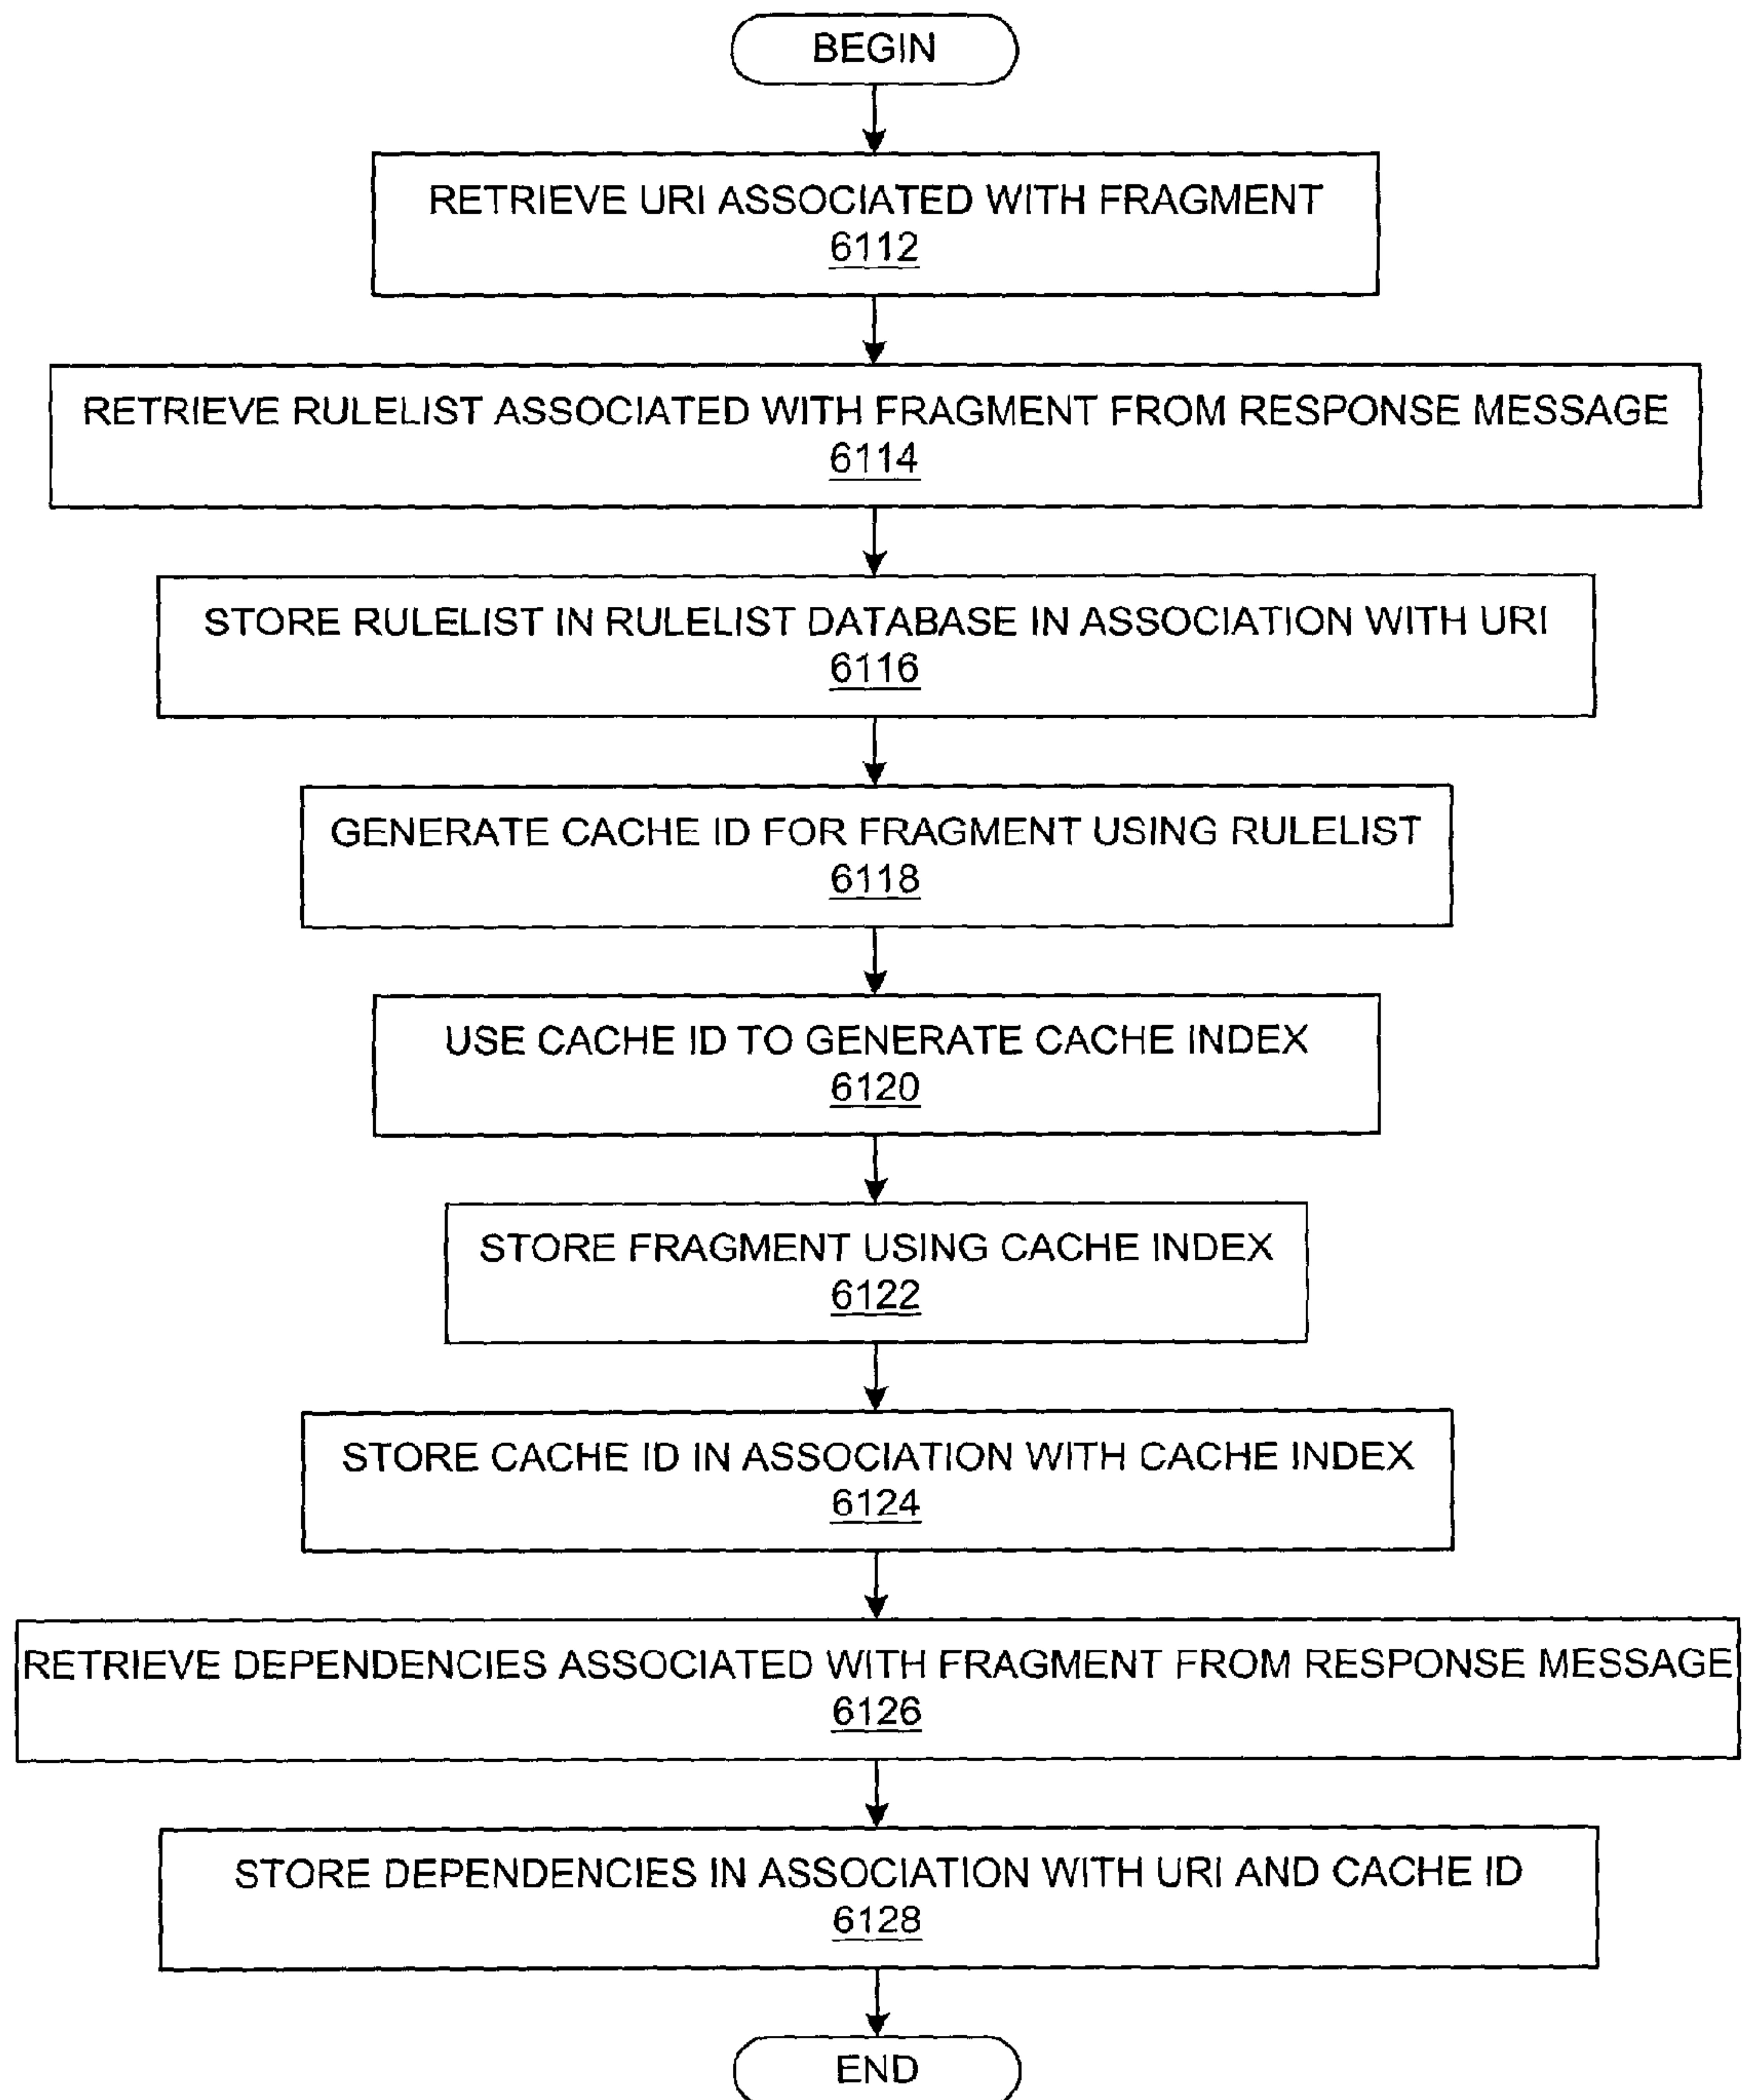 BEGIN
RETRIEVE URI ASSOCIATED WITH FRAGMENT
6112
RETRIEVE RULELIST ASSOCIATED WITH FRAGMENT FROM RESPONSE MESSAGE
6114
STORE RULELIST IN RULELIST DATABASE IN ASSOCIATION WITH URI
6116
GENERATE CACHE ID FOR FRAGMENT USING RULELIST
6118
USE CACHE ID TO GENERATE CACHE INDEX
6120
STORE FRAGMENT USING CACHE INDEX
6122
STORE CACHE ID IN ASSOCIATION WITH CACHE INDEX
6124
RETRIEVE DEPENDENCIES ASSOCIATED WITH FRAGMENT FROM RESPONSE MESSAGE
6126
STORE DEPENDENCIES IN ASSOCIATION WITH URI AND CACHE ID
6128
END